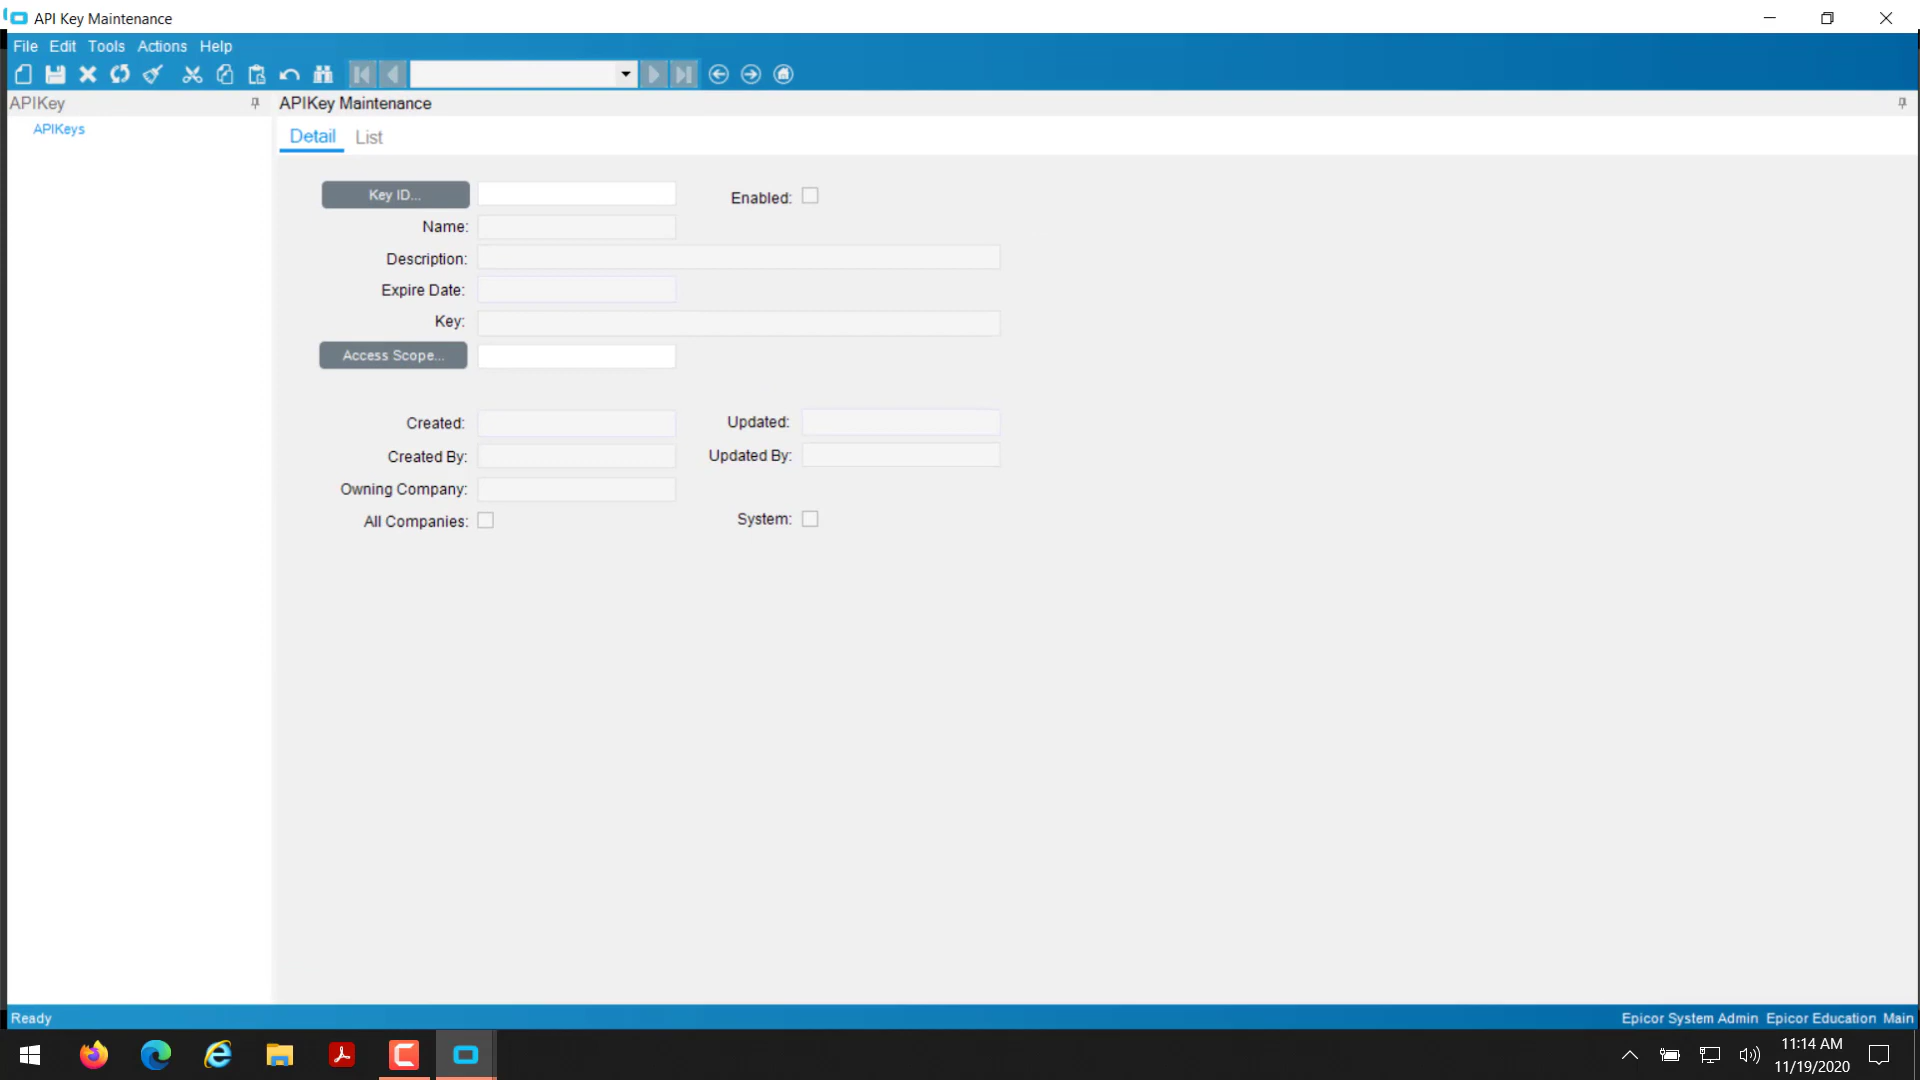 API Key Maintenance
File Edit Tools Actions Help
APIKey
APIKeys
APIKey Maintenance
Detail List
Key ID...
Enabled:
Name:
Description:
Expire Date:
Key:
Access Scope...
Created:
Updated:
Created By:
Updated By:
Owning Company:
All Companies:
System:
Ready
Epicor System Admin Epicor Education Main
11:14 AM
11/19/2020